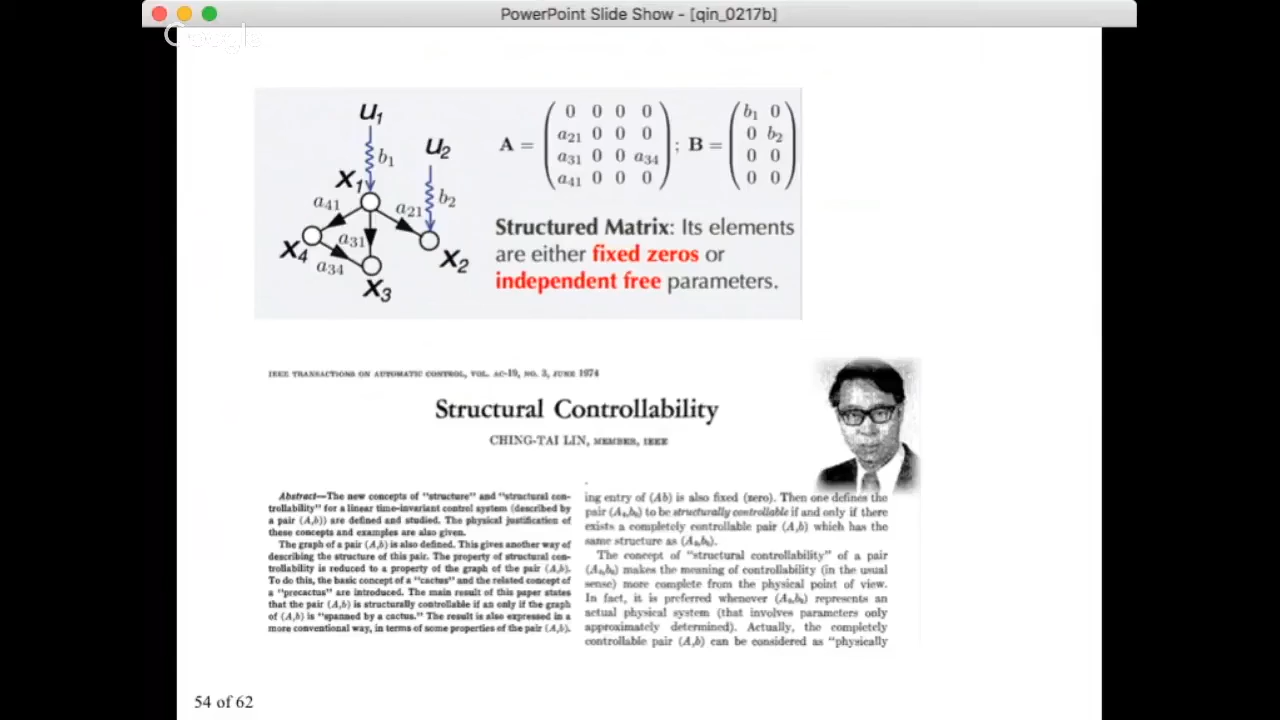 PowerPoint Slide Show - [qin_0217b]
Google
u1
b1
u2
b2
x1
a41
a21
a31
x4
a34
x2
x3
A = ( 0 0 0 0
a21 0 0 0
a31 0 0 a34
a41 0 0 0 ) ; B = ( b1 0
0 b2
0 0
0 0 )
Structured Matrix: Its elements
are either fixed zeros or
independent free parameters.
IEEE TRANSACTIONS ON AUTOMATIC CONTROL, VOL. AC-19, NO. 3, JUNE 1974
Structural Controllability
CHING-TAI LIN, MEMBER, IEEE
Abstract—The new concepts of "structure" and "structural con-
trollability" for a linear time-invariant control system (described by
a pair (A,b)) are defined and studied. The physical justification of
these concepts and examples are also given.
The graph of a pair (A,b) is also defined. This gives another way of
describing the structure of this pair. The property of structural con-
trollability is reduced to a property of the graph of the pair (A,b).
To do this, the basic concept of a "cactus" and the related concept of
a "precactus" are introduced. The main result of this paper states
that the pair (A,b) is structurally controllable if an only if the graph
of (A,b) is "spanned by a cactus." The result is also expressed in a
more conventional way, in terms of some properties of the pair (A,b).
ing entry of (Ab) is also fixed (zero). Then one defines the
pair (A0,b0) to be structurally controllable if and only if there
exists a completely controllable pair (A,b) which has the
same structure as (A0,b0).
The concept of "structural controllability" of a pair
(A0,b0) makes the meaning of controllability (in the usual
sense) more complete from the physical point of view.
In fact, it is preferred whenever (A0,b0) represents an
actual physical system (that involves parameters only
approximately determined). Actually, the completely
controllable pair (A,b) can be considered as "physically
54 of 62